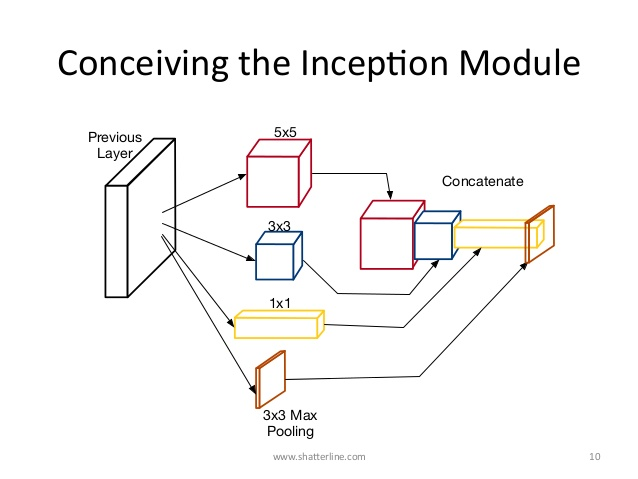 Conceiving the Inception Module
5x5
Previous
Layer
Concatenate
3x3
1x1
3x3 Max
Pooling
www.shatterline.com
10